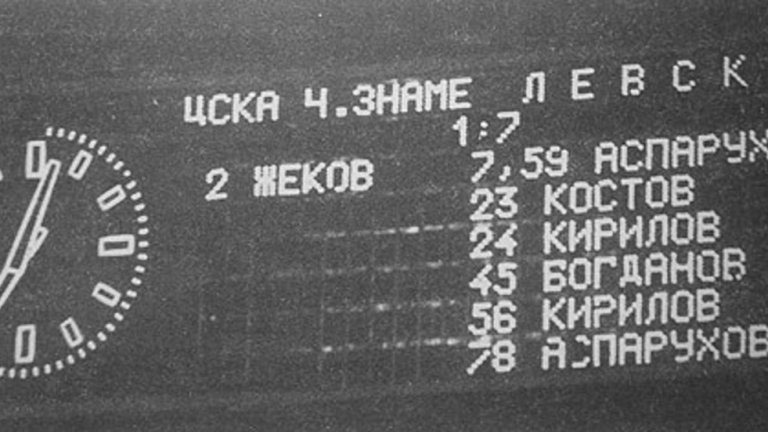 ЦСКА Ч.ЗНАМЕ ЛЕВСК
1:7
2 ЖЕКОВ 7,59 АСПАРУХ
23 КОСТОВ
24 КИРИЛОВ
45 БОГДАНОВ
56 КИРИЛОВ
78 АСПАРУХОВ